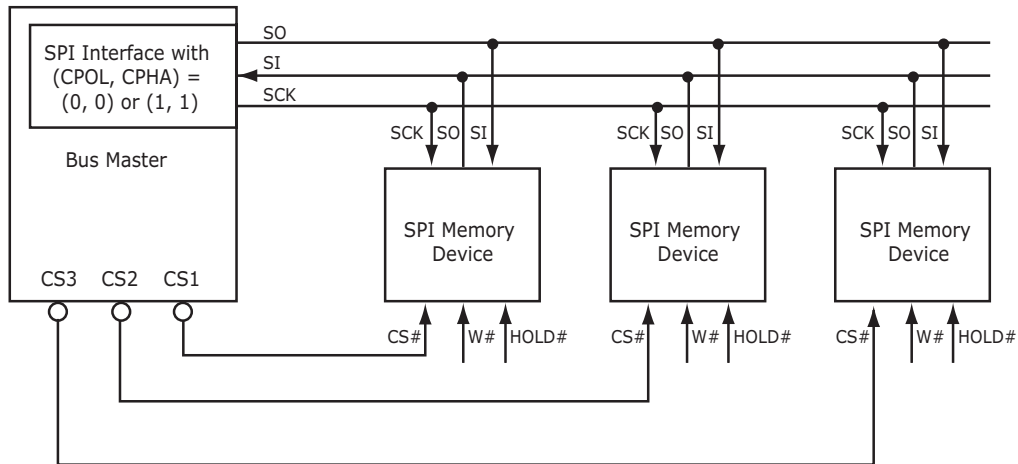 SO
SPI Interface with
(CPOL, CPHA) =
(0, 0) or (1, 1)
SI
SCK
Bus Master
SCK SO SI
SCK SO SI
SCK SO SI
SPI Memory
Device
SPI Memory
Device
SPI Memory
Device
CS3 CS2 CS1
CS# W# HOLD#
CS# W# HOLD#
CS# W# HOLD#